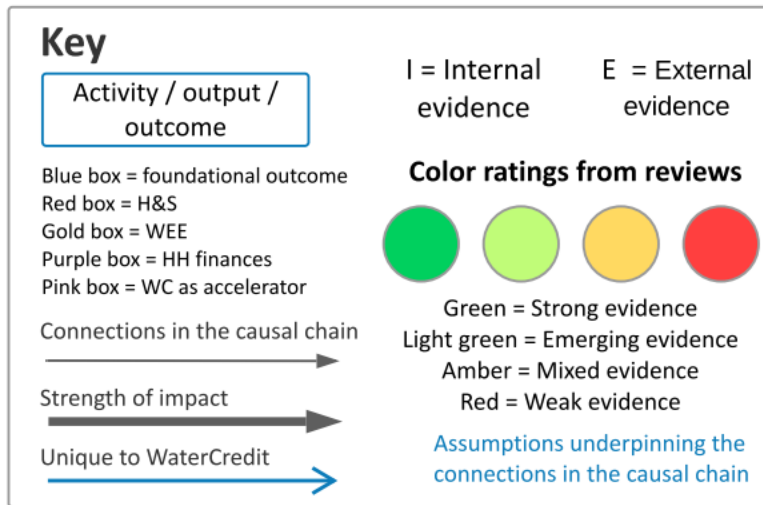 Key
Activity / output /
outcome
Blue box = foundational outcome
Red box = H&S
Gold box = WEE
Purple box = HH finances
Pink box = WC as accelerator
Connections in the causal chain
Strength of impact
Unique to WaterCredit
I = Internal
evidence
E = External
evidence
Color ratings from reviews
Green = Strong evidence
Light green = Emerging evidence
Amber = Mixed evidence
Red = Weak evidence
Assumptions underpinning the
connections in the causal chain